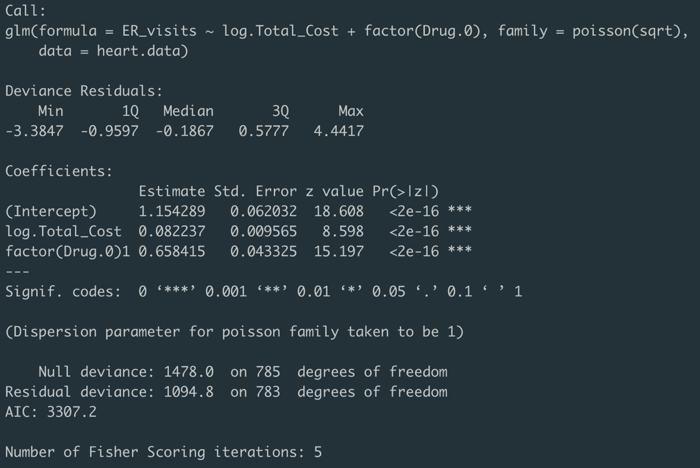 Call:
glm(formula = ER_visits ~ log.Total_Cost + factor(Drug.0), family = poisson(sqrt),
    data = heart.data)

Deviance Residuals:
    Min       1Q   Median       3Q      Max
-3.3847  -0.9597  -0.1867   0.5777   4.4417

Coefficients:
                Estimate Std. Error z value Pr(>|z|)
(Intercept)     1.154289   0.062032  18.608   <2e-16 ***
log.Total_Cost  0.082237   0.009565   8.598   <2e-16 ***
factor(Drug.0)1 0.658415   0.043325  15.197   <2e-16 ***
---
Signif. codes:  0 ‘***’ 0.001 ‘**’ 0.01 ‘*’ 0.05 ‘.’ 0.1 ‘ ’ 1

(Dispersion parameter for poisson family taken to be 1)

    Null deviance: 1478.0  on 785  degrees of freedom
Residual deviance: 1094.8  on 783  degrees of freedom
AIC: 3307.2

Number of Fisher Scoring iterations: 5